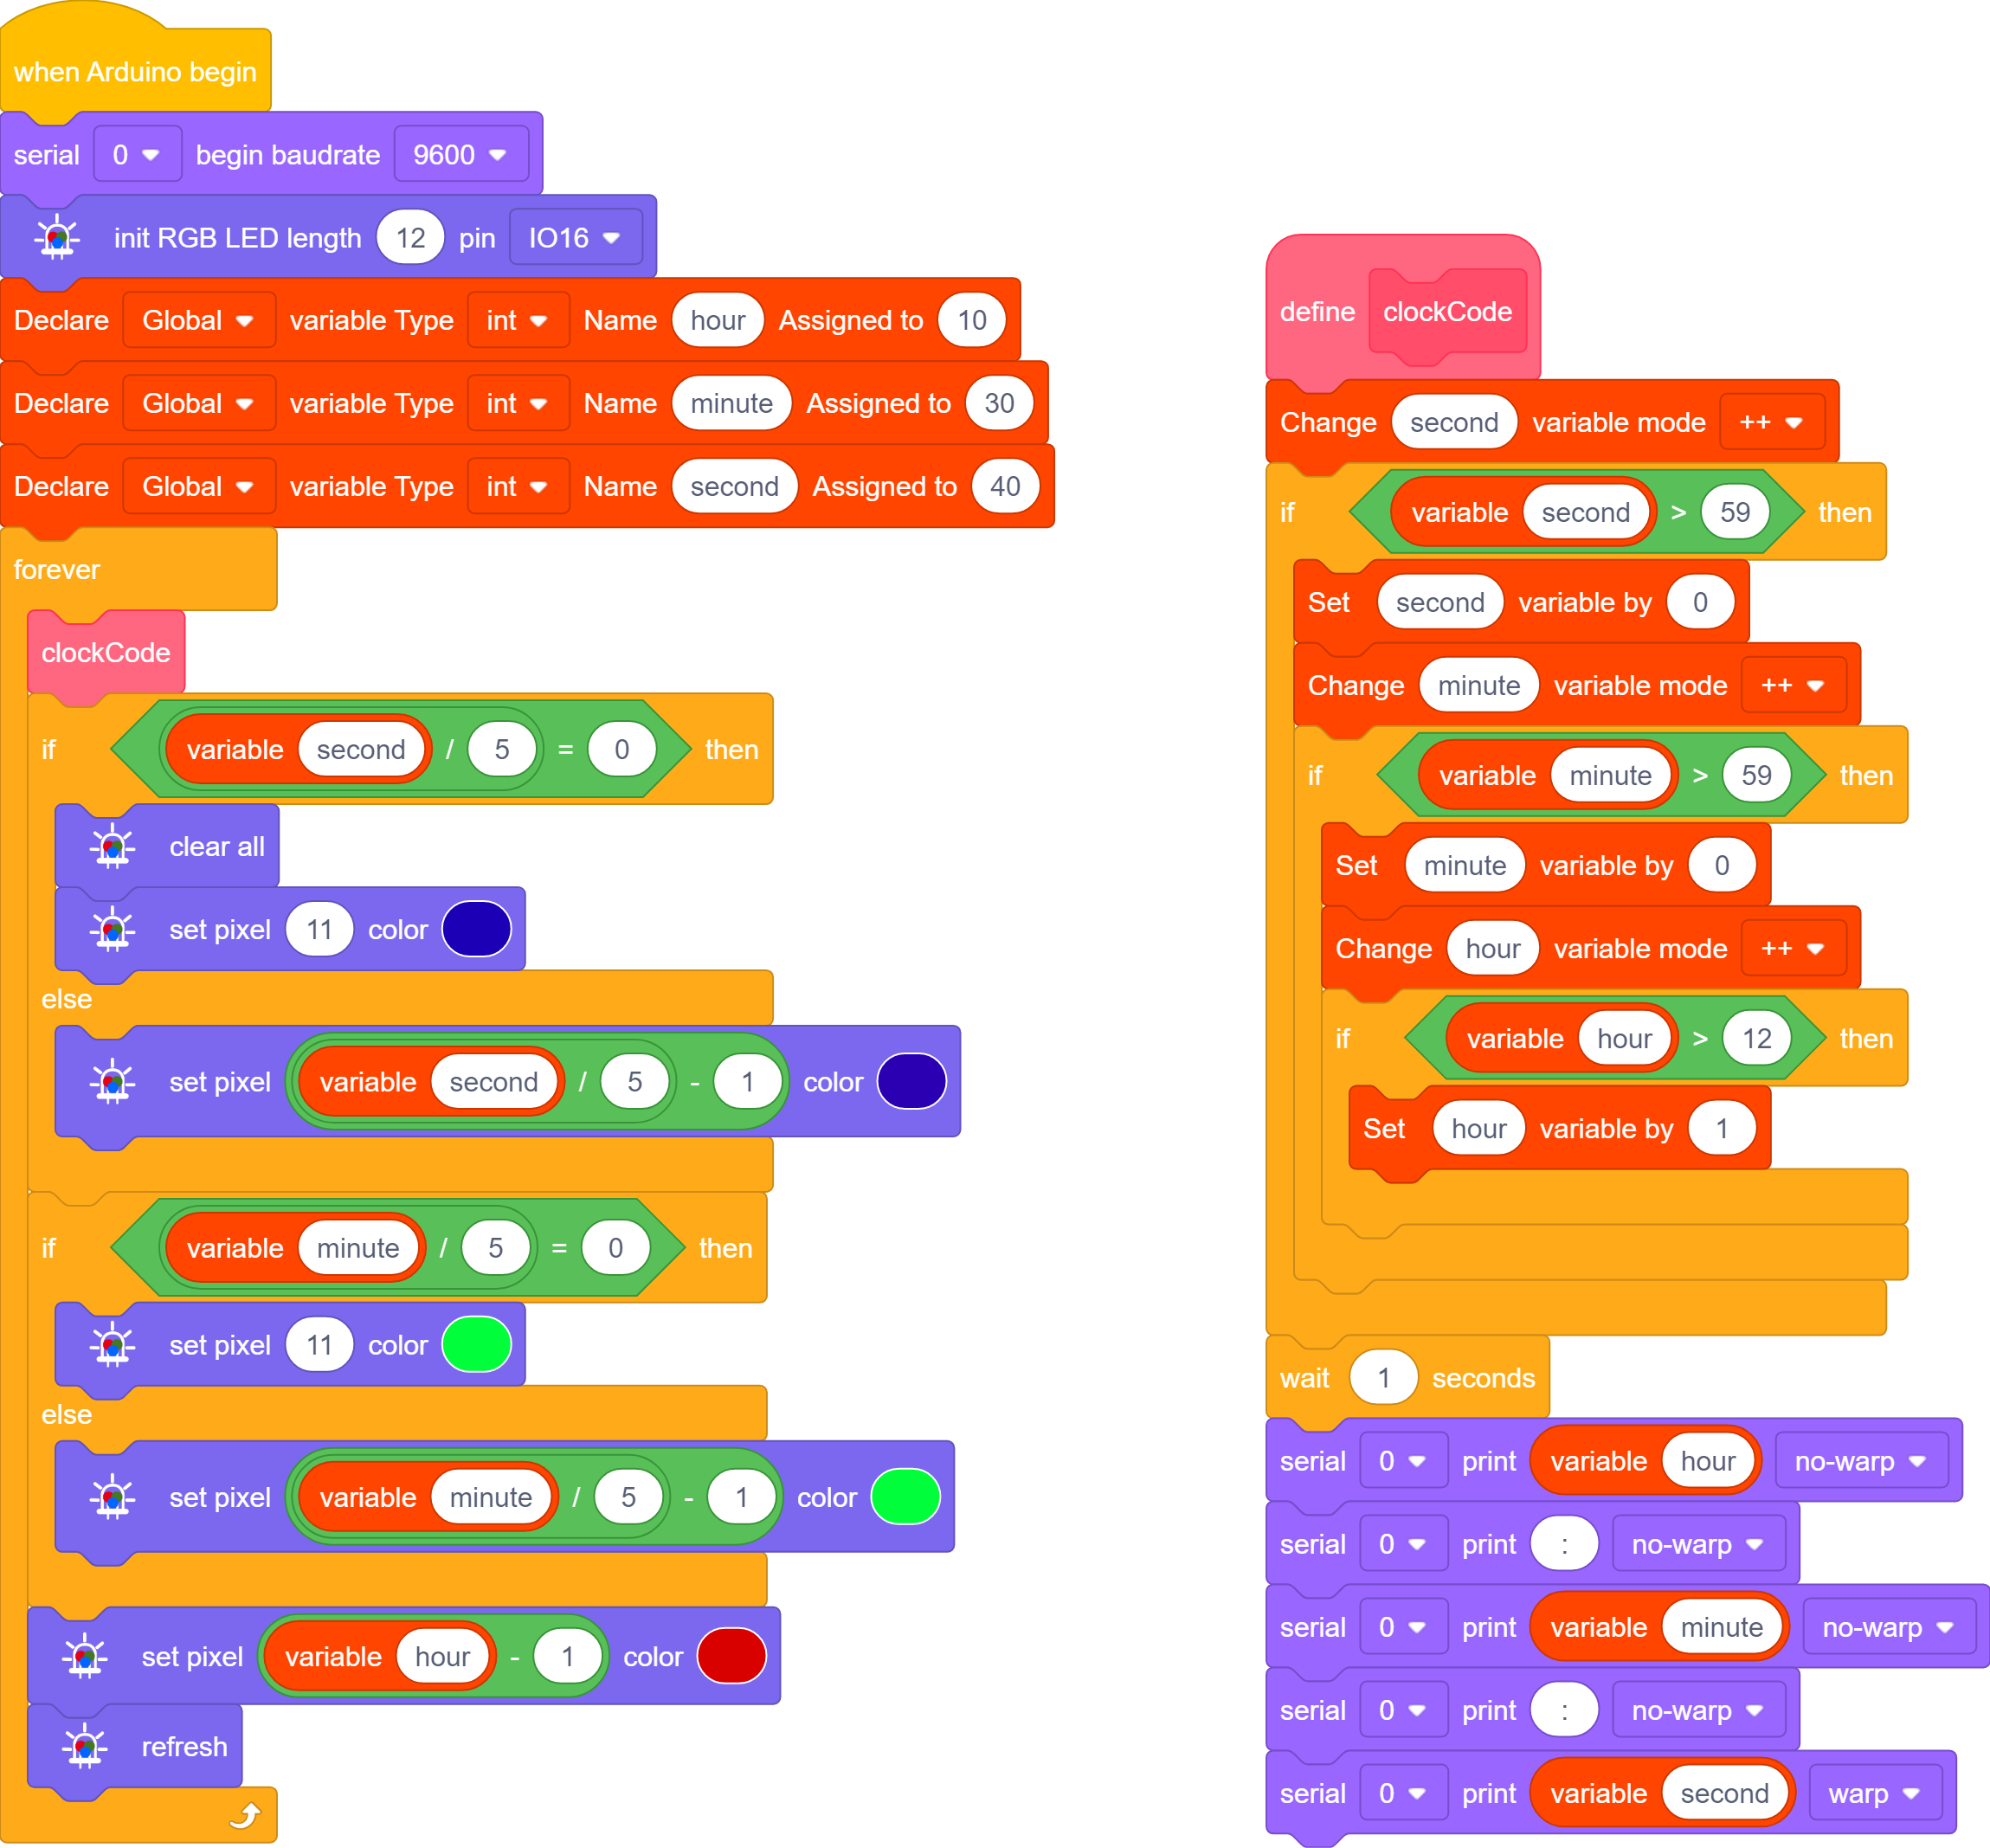 when Arduino begin
serial 0 begin baudrate 9600
init RGB LED length 12 pin IO16
Declare Global variable Type int Name hour Assigned to 10
Declare Global variable Type int Name minute Assigned to 30
Declare Global variable Type int Name second Assigned to 40
forever
clockCode
if variable second / 5 = 0 then
clear all
set pixel 11 color
else
set pixel variable second / 5 - 1 color
if variable minute / 5 = 0 then
set pixel 11 color
else
set pixel variable minute / 5 - 1 color
set pixel variable hour - 1 color
refresh
define clockCode
Change second variable mode ++
if variable second > 59 then
Set second variable by 0
Change minute variable mode ++
if variable minute > 59 then
Set minute variable by 0
Change hour variable mode ++
if variable hour > 12 then
Set hour variable by 1
wait 1 seconds
serial 0 print variable hour no-warp
serial 0 print : no-warp
serial 0 print variable minute no-warp
serial 0 print : no-warp
serial 0 print variable second warp